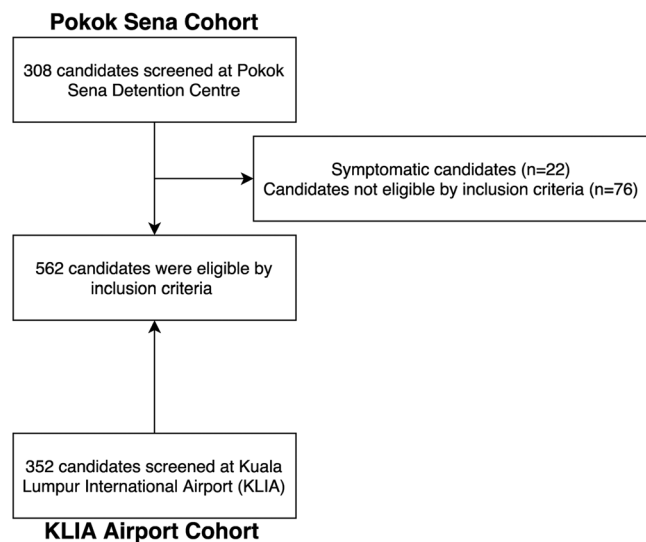 Pokok Sena Cohort
308 candidates screened at Pokok
Sena Detention Centre
Symptomatic candidates (n=22)
Candidates not eligible by inclusion criteria (n=76)
562 candidates were eligible by
inclusion criteria
352 candidates screened at Kuala
Lumpur International Airport (KLIA)
KLIA Airport Cohort